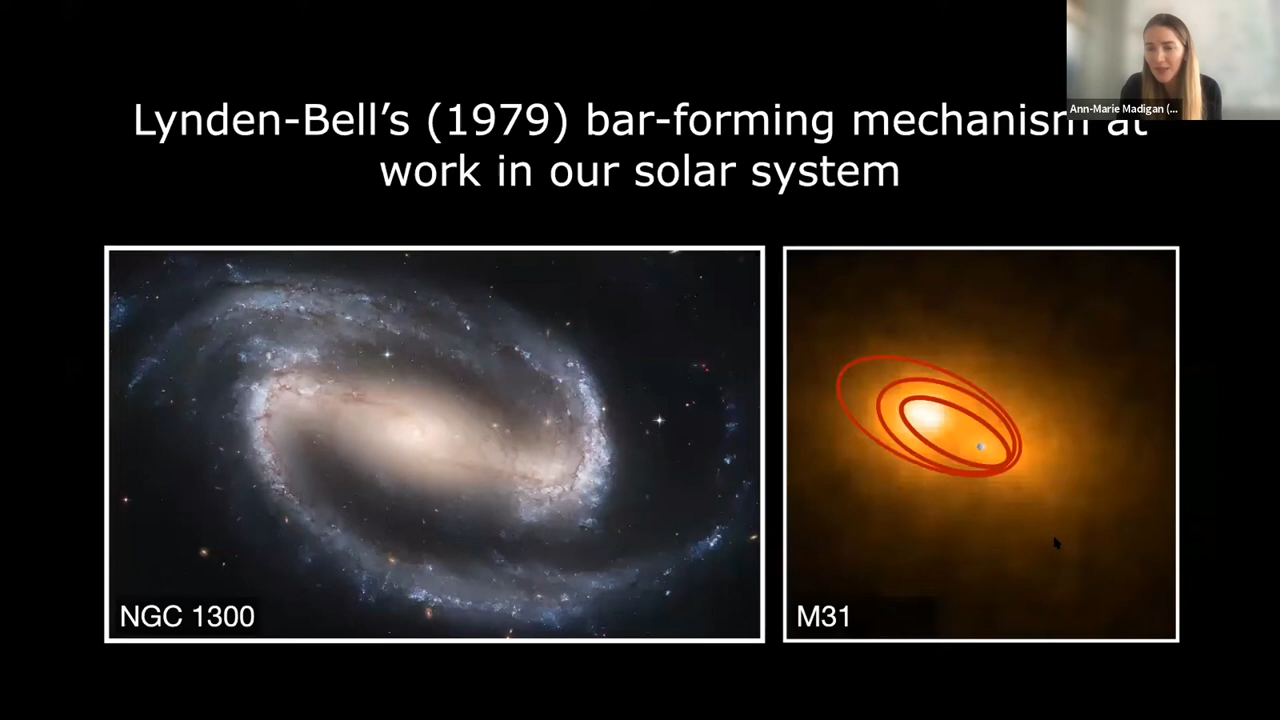 Lynden-Bell’s (1979) bar-forming mechanism at
work in our solar system
Ann-Marie Madigan (...
NGC 1300
M31